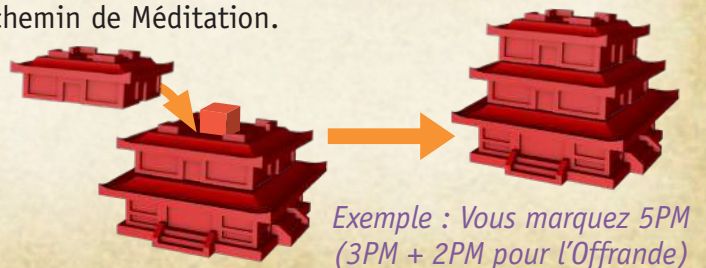 chemin de Méditation.
Exemple : Vous marquez 5PM
(3PM + 2PM pour l'Offrande)